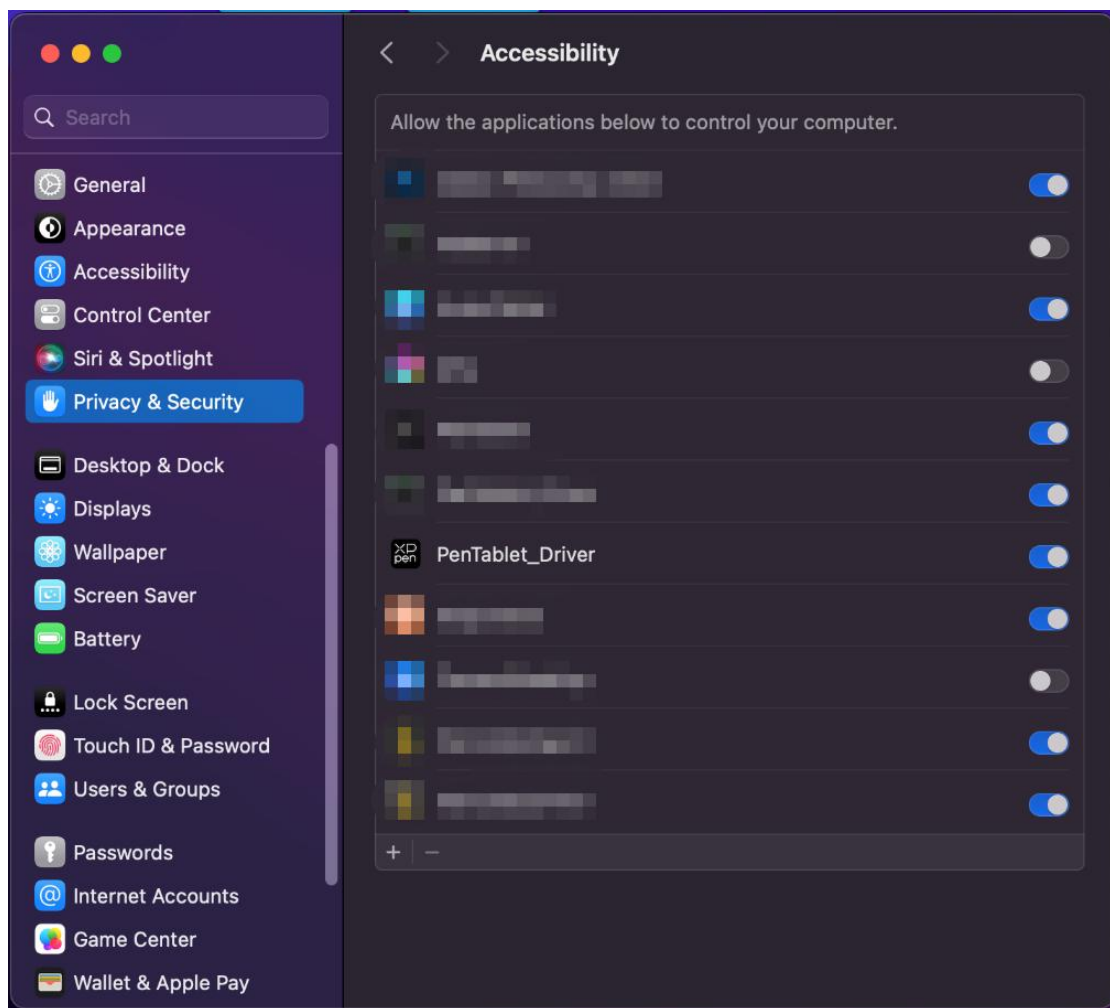 Accessibility
Search
Allow the applications below to control your computer.
General
Appearance
Accessibility
Control Center
Siri & Spotlight
Privacy & Security
Desktop & Dock
Displays
Wallpaper
Screen Saver
Battery
Lock Screen
Touch ID & Password
Users & Groups
Passwords
Internet Accounts
Game Center
Wallet & Apple Pay
XP
pen
PenTablet_Driver